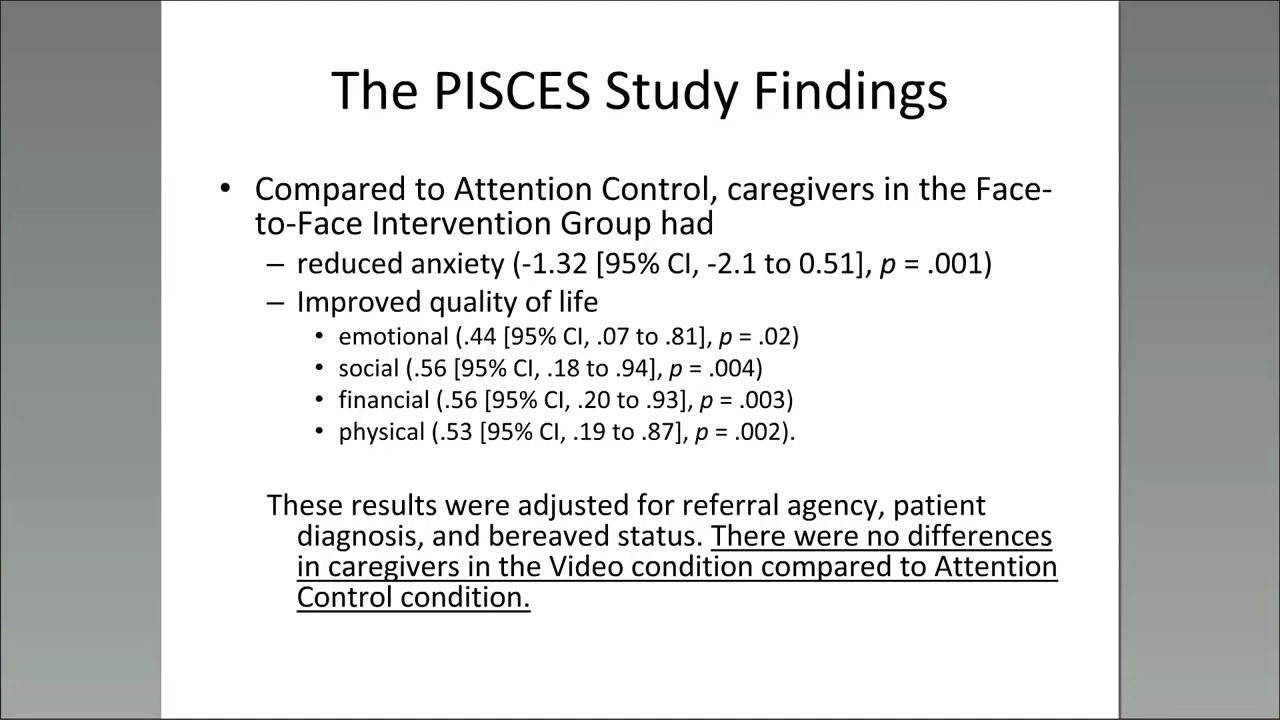 The PISCES Study Findings
• Compared to Attention Control, caregivers in the Face-
to-Face Intervention Group had
– reduced anxiety (-1.32 [95% CI, -2.1 to 0.51], p = .001)
– Improved quality of life
• emotional (.44 [95% CI, .07 to .81], p = .02)
• social (.56 [95% CI, .18 to .94], p = .004)
• financial (.56 [95% CI, .20 to .93], p = .003)
• physical (.53 [95% CI, .19 to .87], p = .002).
These results were adjusted for referral agency, patient
diagnosis, and bereaved status. There were no differences
in caregivers in the Video condition compared to Attention
Control condition.